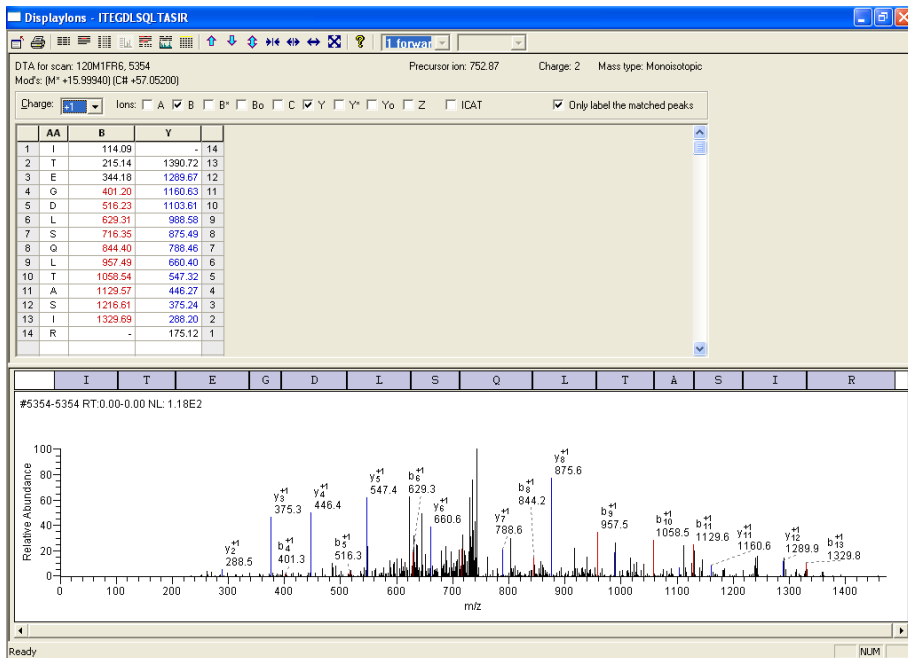 DisplayIons - ITEGDLSQLTASIR
1 forwar
DTA for scan: 120M1FR6, 5354 Precursor ion: 752.87 Charge: 2 Mass type: Monoisotopic
Mod's: (M* +15.99940) (C# +57.05200)
Charge: +1 Ions: A B B* Bo C Y Y* Yo Z ICAT Only label the matched peaks
AA B Y
1 I 114.09 - 14
2 T 215.14 1390.72 13
3 E 344.18 1289.67 12
4 G 401.20 1160.63 11
5 D 516.23 1103.61 10
6 L 629.31 988.58 9
7 S 716.35 875.49 8
8 Q 844.40 788.46 7
9 L 957.49 660.40 6
10 T 1058.54 547.32 5
11 A 1129.57 446.27 4
12 S 1216.61 375.24 3
13 I 1329.69 288.20 2
14 R - 175.12 1
I T E G D L S Q L T A S I R
#5354-5354 RT:0.00-0.00 NL: 1.18E2
Relative Abundance
100
80
60
40
20
0
y2+1 288.5
y3+1 375.3
b4+1 401.3
y4+1 446.4
b5+1 516.3
y5+1 547.4
b6+1 629.3
y6+1 660.6
y7+1 788.6
b8+1 844.2
y8+1 875.6
b9+1 957.5
b10+1 1058.5
b11+1 1129.6
y11+1 1160.6
y12+1 1289.9
b13+1 1329.8
0 100 200 300 400 500 600 700 800 900 1000 1100 1200 1300 1400
m/z
Ready NUM